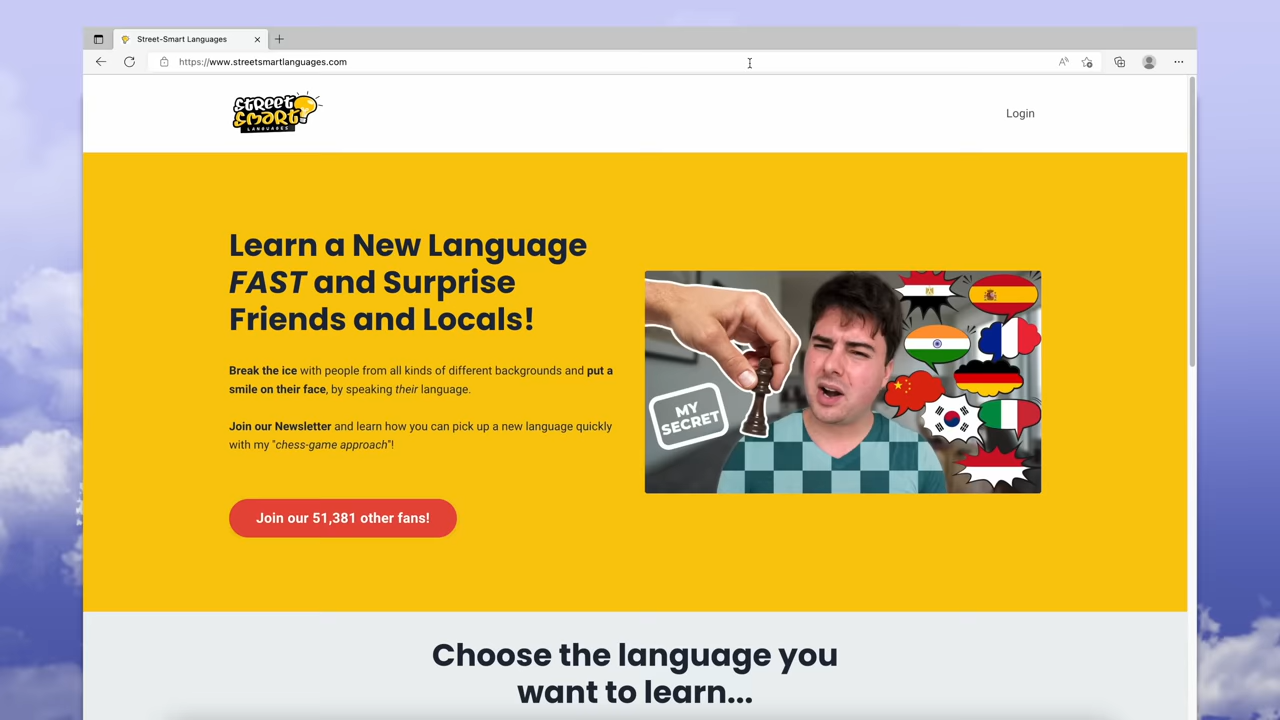 Street-Smart Languages
https://www.streetsmartlanguages.com
STREET
SMART
LANGUAGES
Login
Learn a New Language
FAST and Surprise
Friends and Locals!
Break the ice with people from all kinds of different backgrounds and put a
smile on their face, by speaking their language.
Join our Newsletter and learn how you can pick up a new language quickly
with my "chess-game approach"!
MY
SECRET
Join our 51,381 other fans!
Choose the language you
want to learn...